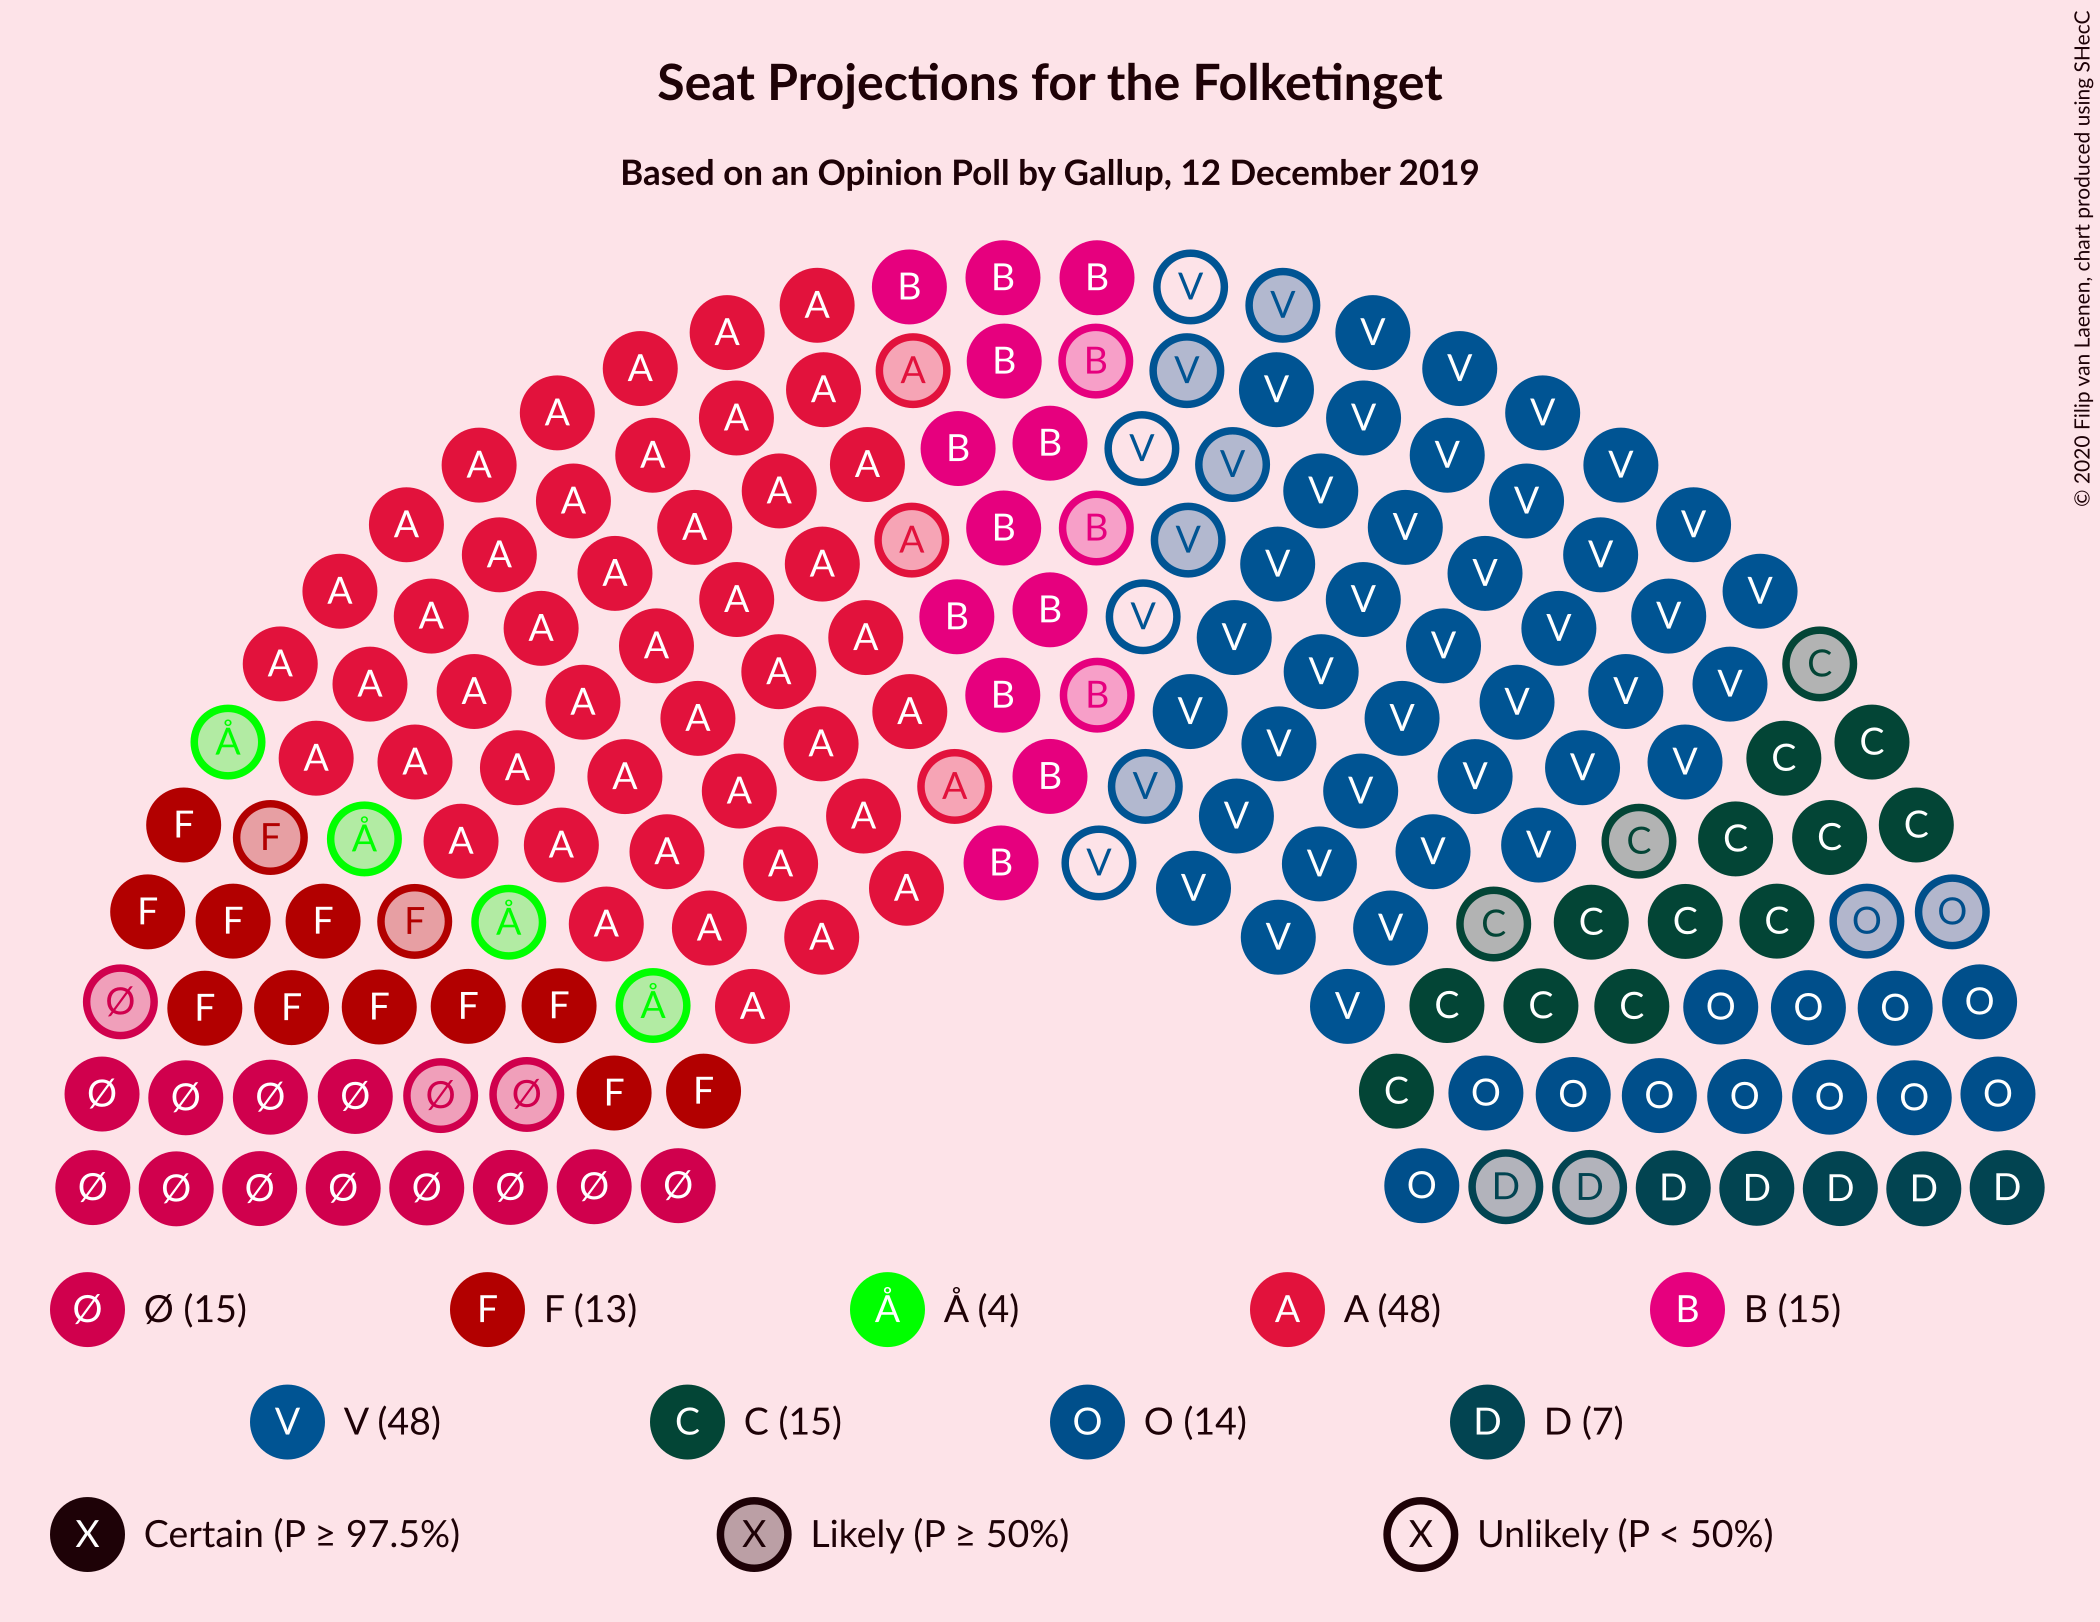 © 2020 Filip van Laenen, chart produced using SHecC
Seat Projections for the Folketinget
Based on an Opinion Poll by Gallup, 12 December 2019
A B B B V V
A A A B B V V V
A A A V V V
A A A B B V V V V
A A A A A B B V V V V V
A A A A A V V V V V
A A A A B B V V V V V
A A A A A A A B B V V V V V V C
Å A A A A A A A B V V V V V V C C
F F Å A A A A A B V V V V V C C C C
F F F F Å A A A A V V V C C C C O O
Ø F F F F F Å A V C C C O O O O
Ø Ø Ø Ø Ø Ø F F C O O O O O O O
Ø Ø Ø Ø Ø Ø Ø Ø O D D D D D D D
Ø Ø (15) F F (13) Å Å (4) A A (48) B B (15)
V V (48) C C (15) O O (14) D D (7)
X Certain (P ≥ 97.5%) X Likely (P ≥ 50%) X Unlikely (P < 50%)